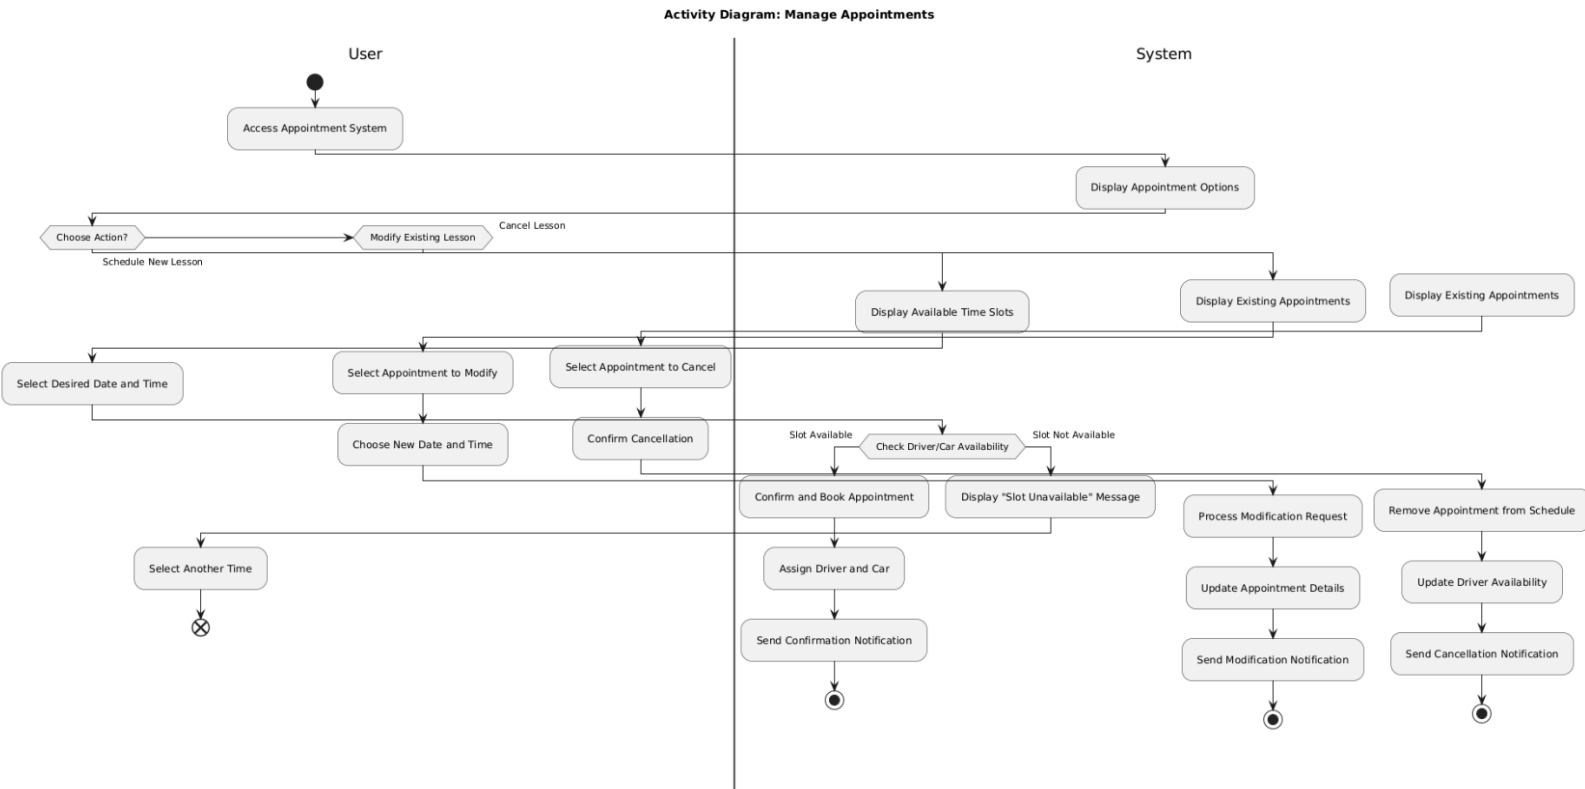 Activity Diagram: Manage Appointments
User
System
Access Appointment System
Display Appointment Options
Choose Action?
Modify Existing Lesson
Cancel Lesson
Schedule New Lesson
Display Available Time Slots
Display Existing Appointments
Display Existing Appointments
Select Desired Date and Time
Select Appointment to Modify
Select Appointment to Cancel
Choose New Date and Time
Confirm Cancellation
Slot Available
Check Driver/Car Availability
Slot Not Available
Confirm and Book Appointment
Display "Slot Unavailable" Message
Process Modification Request
Remove Appointment from Schedule
Select Another Time
Assign Driver and Car
Update Appointment Details
Update Driver Availability
Send Confirmation Notification
Send Modification Notification
Send Cancellation Notification